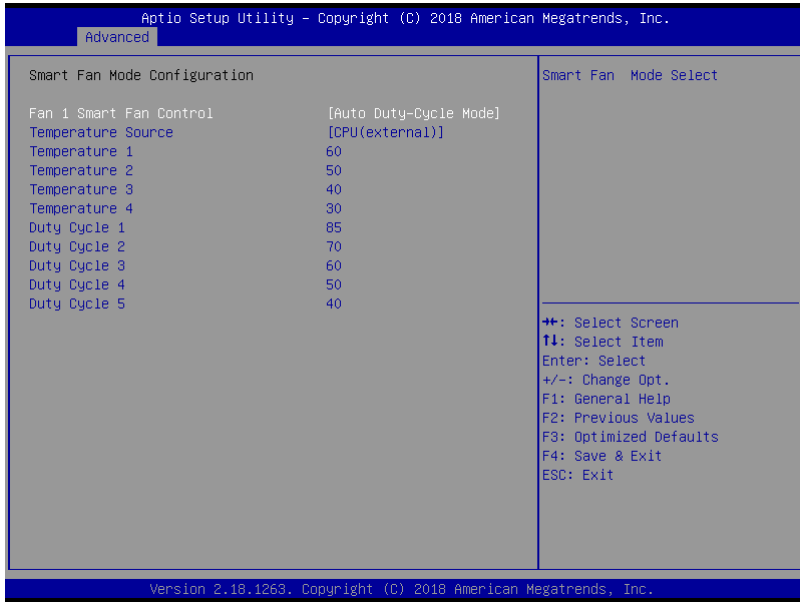 Aptio Setup Utility – Copyright (C) 2018 American Megatrends, Inc.
Advanced
Smart Fan Mode Configuration
Fan 1 Smart Fan Control [Auto Duty-Cycle Mode]
Temperature Source [CPU(external)]
Temperature 1 60
Temperature 2 50
Temperature 3 40
Temperature 4 30
Duty Cycle 1 85
Duty Cycle 2 70
Duty Cycle 3 60
Duty Cycle 4 50
Duty Cycle 5 40
Smart Fan Mode Select
→←: Select Screen
↑↓: Select Item
Enter: Select
+/-: Change Opt.
F1: General Help
F2: Previous Values
F3: Optimized Defaults
F4: Save & Exit
ESC: Exit
Version 2.18.1263. Copyright (C) 2018 American Megatrends, Inc.